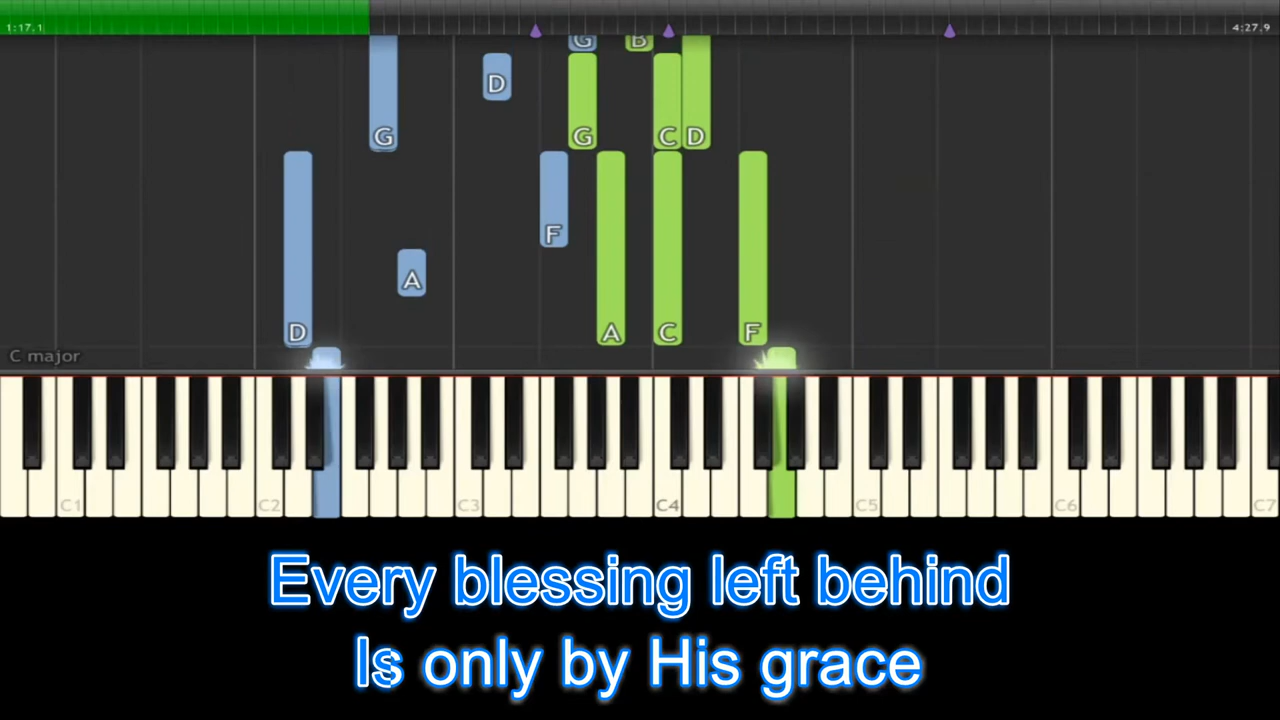 1:17.1
4:27.9
G
D
G
B
G
C
D
F
A
D
A
C
F
C major
C1
C2
C3
C4
C5
C6
C7
Every blessing left behind
Is only by His grace